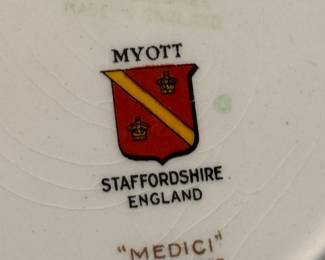 MYOTT
STAFFORDSHIRE
ENGLAND
"MEDICI"